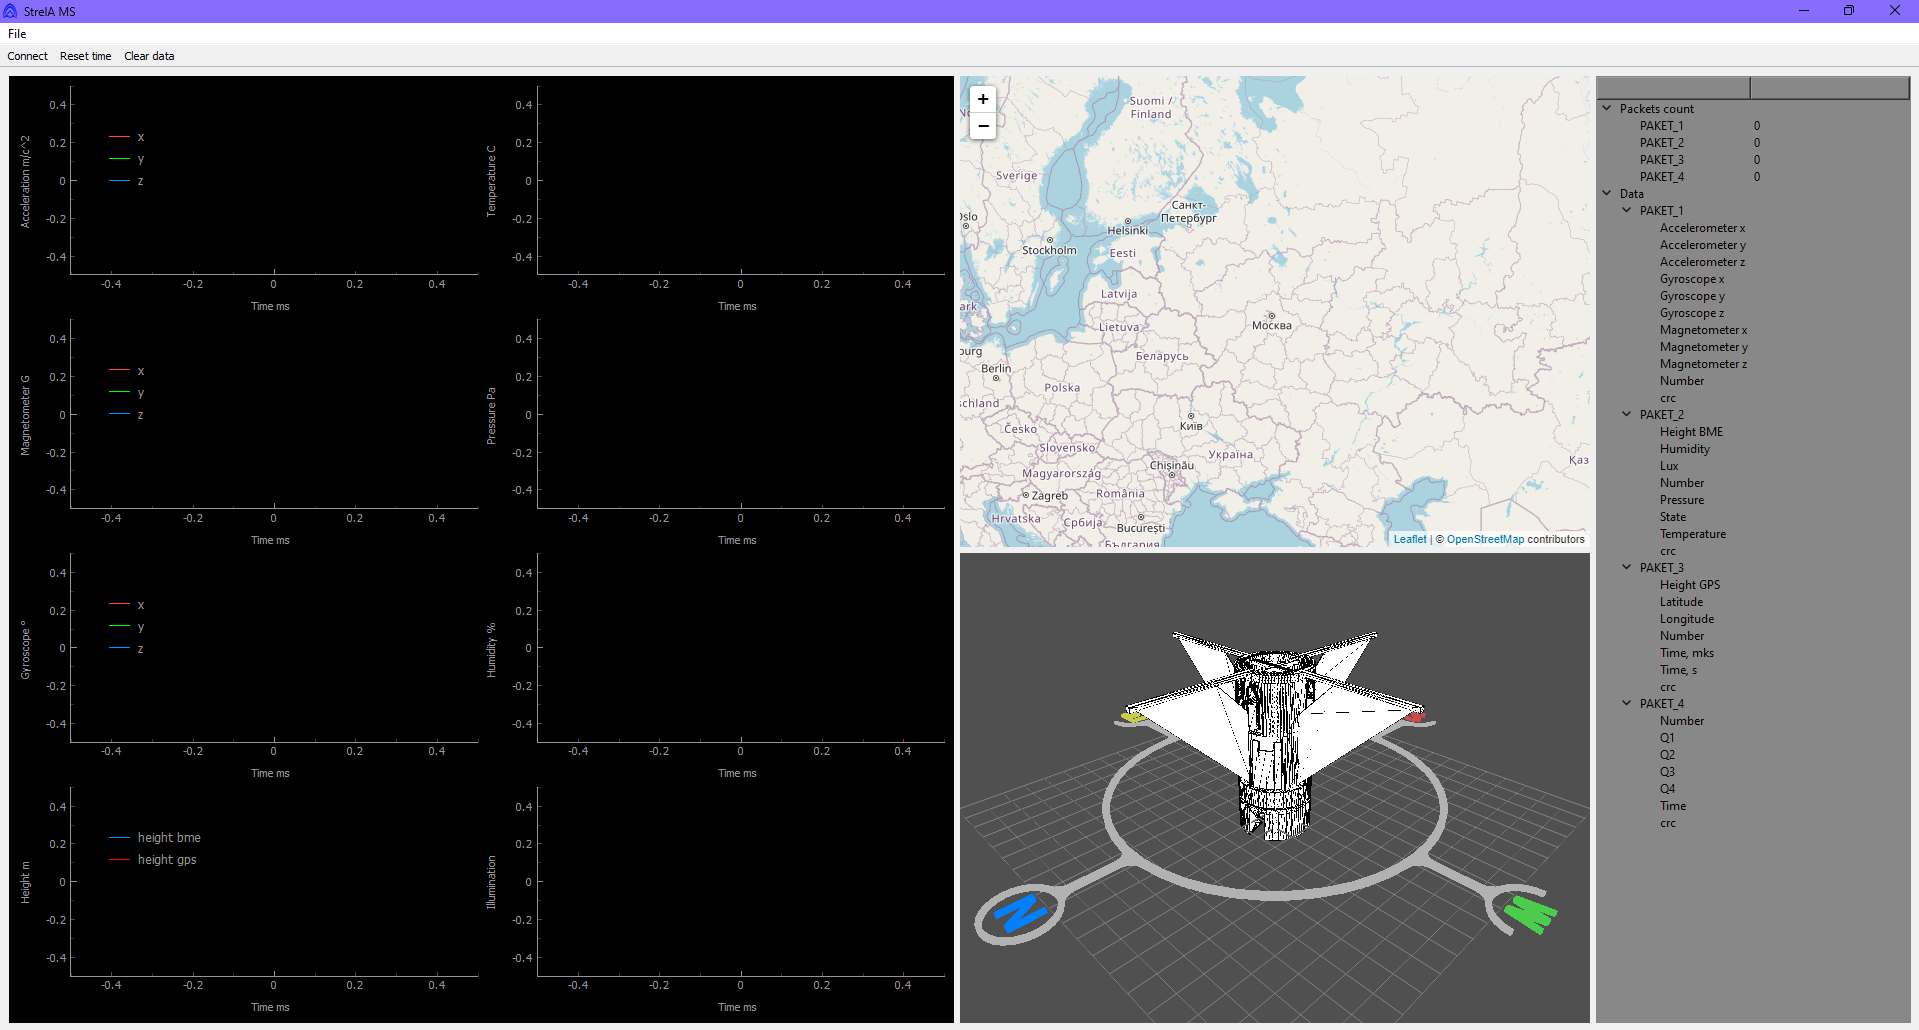 StrelA MS
File
Connect Reset time Clear data
Acceleration m/c^2
0.4
0.2
0
-0.2
-0.4
x
y
z
-0.4 -0.2 0 0.2 0.4
Time ms
Temperature C
0.4
0.2
0
-0.2
-0.4
-0.4 -0.2 0 0.2 0.4
Time ms
Magnetometer G
0.4
0.2
0
-0.2
-0.4
x
y
z
-0.4 -0.2 0 0.2 0.4
Time ms
Pressure Pa
0.4
0.2
0
-0.2
-0.4
-0.4 -0.2 0 0.2 0.4
Time ms
Gyroscope °
0.4
0.2
0
-0.2
-0.4
x
y
z
-0.4 -0.2 0 0.2 0.4
Time ms
Humidity %
0.4
0.2
0
-0.2
-0.4
-0.4 -0.2 0 0.2 0.4
Time ms
Height m
0.4
0.2
0
-0.2
-0.4
height bme
height gps
-0.4 -0.2 0 0.2 0.4
Time ms
Illumination
0.4
0.2
0
-0.2
-0.4
-0.4 -0.2 0 0.2 0.4
Time ms
+
−
Suomi /
Finland
Sverige
Санкт-
Петербург
Oslo
Helsinki
Stockholm
Eesti
Latvija
ark
Москва
Lietuva
burg
Беларусь
Berlin
Polska
schland
Київ
Česko
Slovensko
Україна
Қаз
Chișinău
Magyarország
Zagreb
România
Hrvatska
Србија
București
България
Leaflet | © OpenStreetMap contributors
N
Packets count
PAKET_1 0
PAKET_2 0
PAKET_3 0
PAKET_4 0
Data
PAKET_1
Accelerometer x
Accelerometer y
Accelerometer z
Gyroscope x
Gyroscope y
Gyroscope z
Magnetometer x
Magnetometer y
Magnetometer z
Number
crc
PAKET_2
Height BME
Humidity
Lux
Number
Pressure
State
Temperature
crc
PAKET_3
Height GPS
Latitude
Longitude
Number
Time, mks
Time, s
crc
PAKET_4
Number
Q1
Q2
Q3
Q4
Time
crc